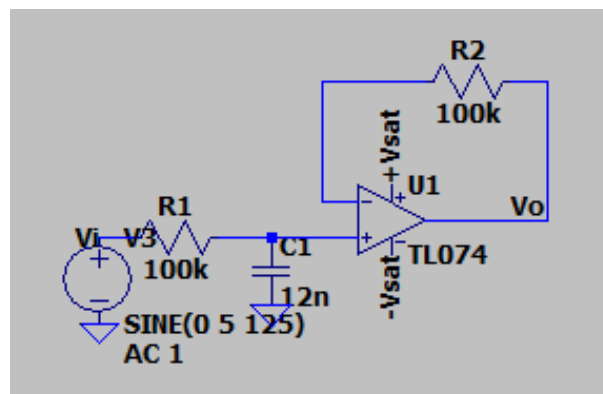 R2
100k
+Vsat
U1
R1
Vo
Vi
V3
C1
100k
TL074
-Vsat
12n
SINE(0 5 125)
AC 1